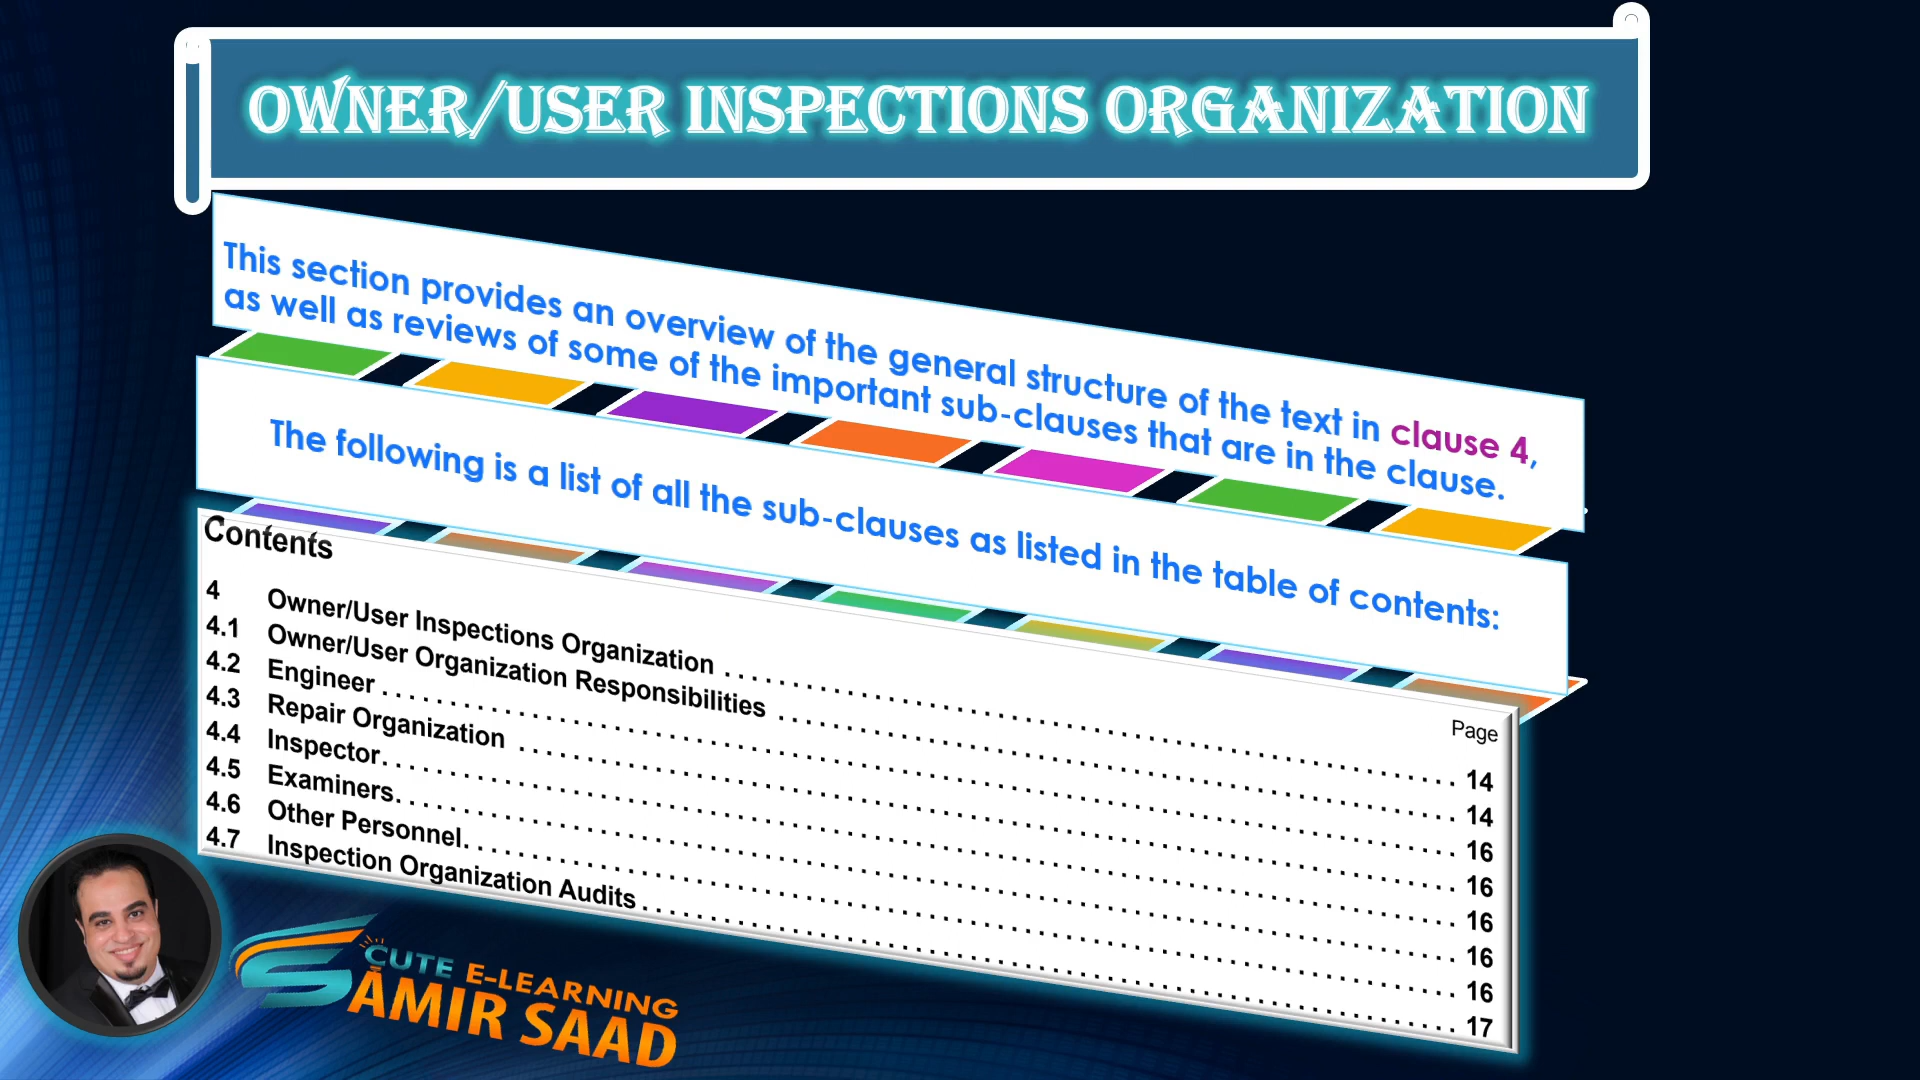 OWNER/USER INSPECTIONS ORGANIZATION
This section provides an overview of the general structure of the text in clause 4,
as well as reviews of some of the important sub-clauses that are in the clause.
The following is a list of all the sub-clauses as listed in the table of contents:
Contents
Page
4 Owner/User Inspections Organization 14
4.1 Owner/User Organization Responsibilities 14
4.2 Engineer 16
4.3 Repair Organization 16
4.4 Inspector 16
4.5 Examiners 16
4.6 Other Personnel 16
4.7 Inspection Organization Audits 17
CUTE E-LEARNING
AMIR SAAD